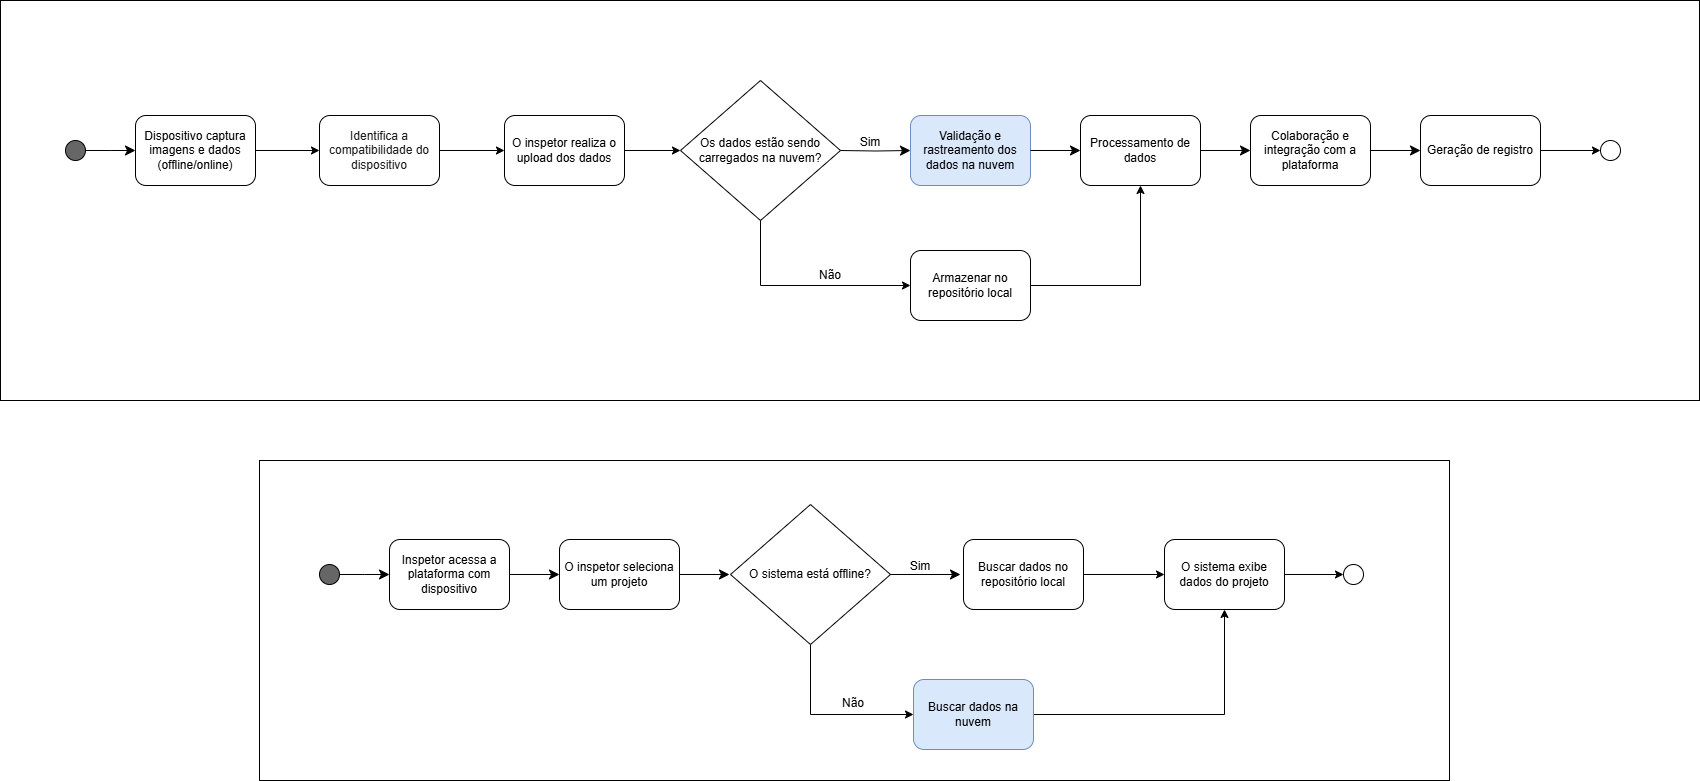 Dispositivo captura
imagens e dados
(offline/online)
Identifica a
compatibilidade do
dispositivo
O inspetor realiza o
upload dos dados
Os dados estão sendo
carregados na nuvem?
Sim
Validação e
rastreamento dos
dados na nuvem
Processamento de
dados
Colaboração e
integração com a
plataforma
Geração de registro
Não
Armazenar no
repositório local
Inspetor acessa a
plataforma com
dispositivo
O inspetor seleciona
um projeto
O sistema está offline?
Sim
Buscar dados no
repositório local
O sistema exibe
dados do projeto
Não
Buscar dados na
nuvem